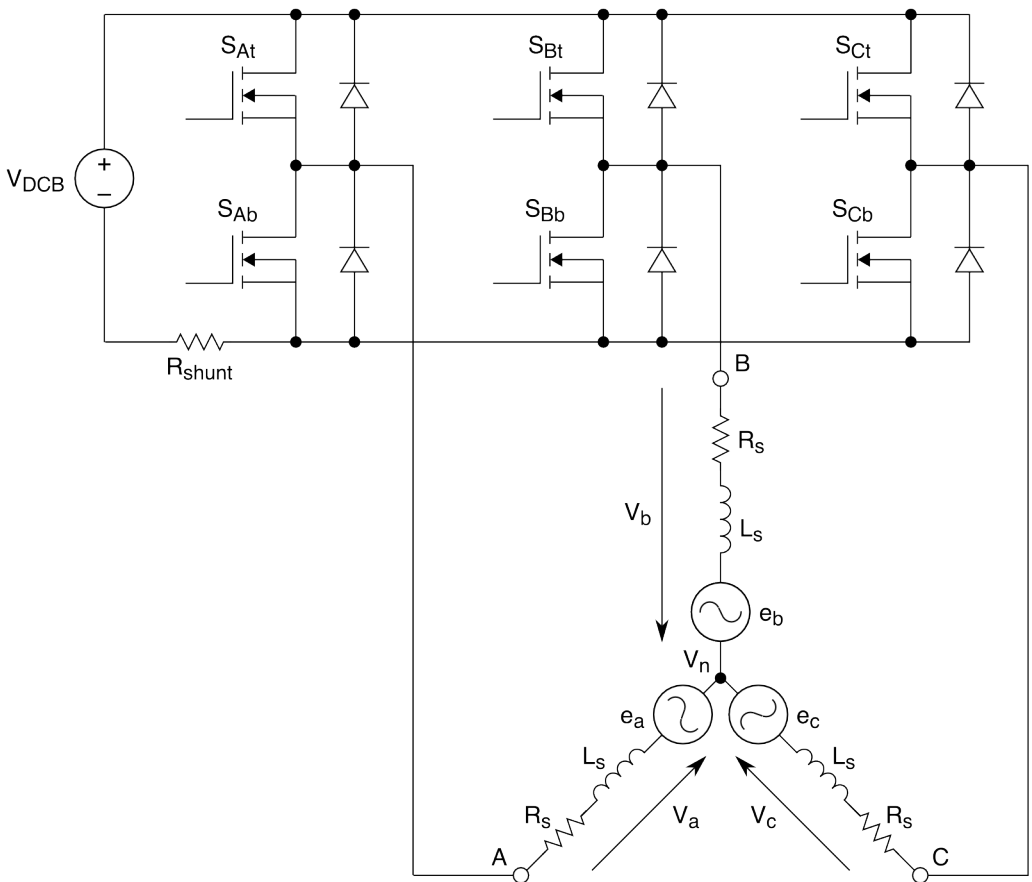 S_At
S_Bt
S_Ct
+
V_DCB
−
S_Ab
S_Bb
S_Cb
R_shunt
B
R_s
V_b
L_s
e_b
V_n
e_a
e_c
L_s
L_s
R_s
V_a
V_c
R_s
A
C